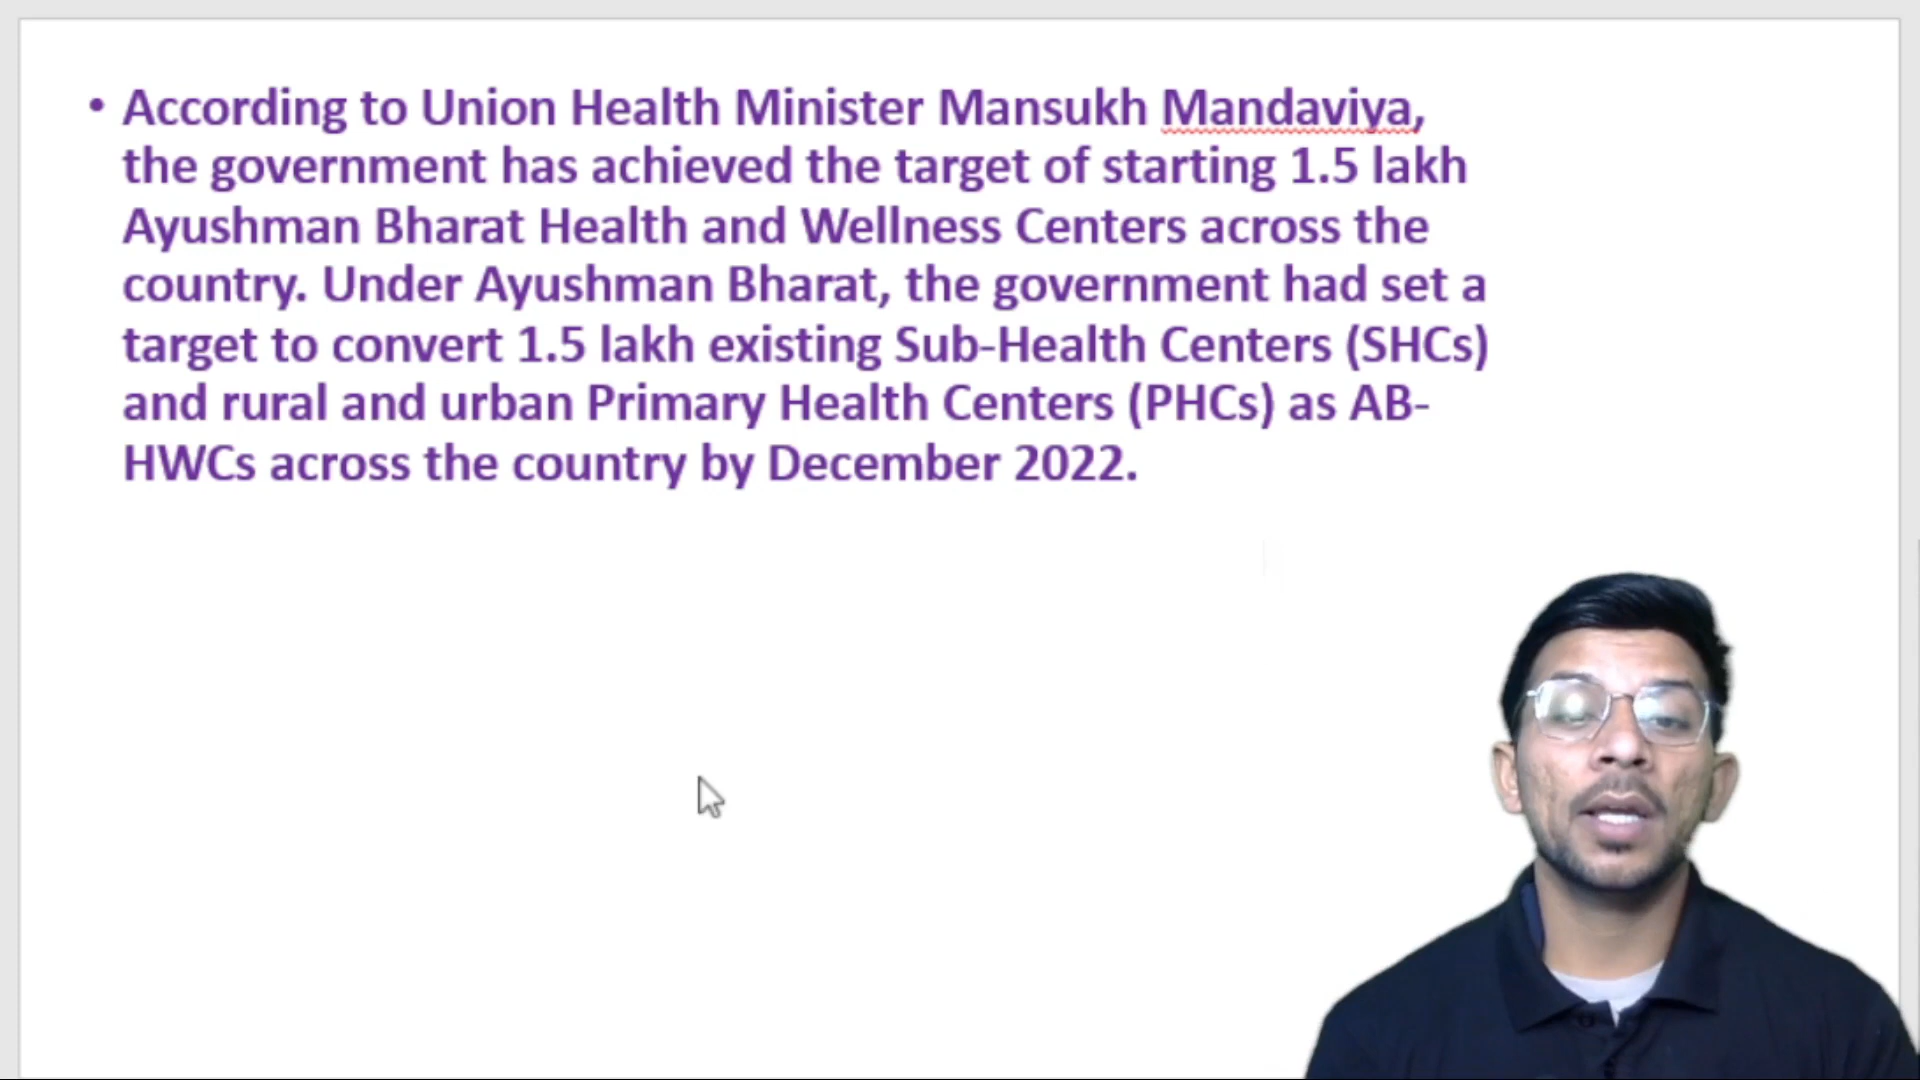 • According to Union Health Minister Mansukh Mandaviya,
the government has achieved the target of starting 1.5 lakh
Ayushman Bharat Health and Wellness Centers across the
country. Under Ayushman Bharat, the government had set a
target to convert 1.5 lakh existing Sub-Health Centers (SHCs)
and rural and urban Primary Health Centers (PHCs) as AB-
HWCs across the country by December 2022.